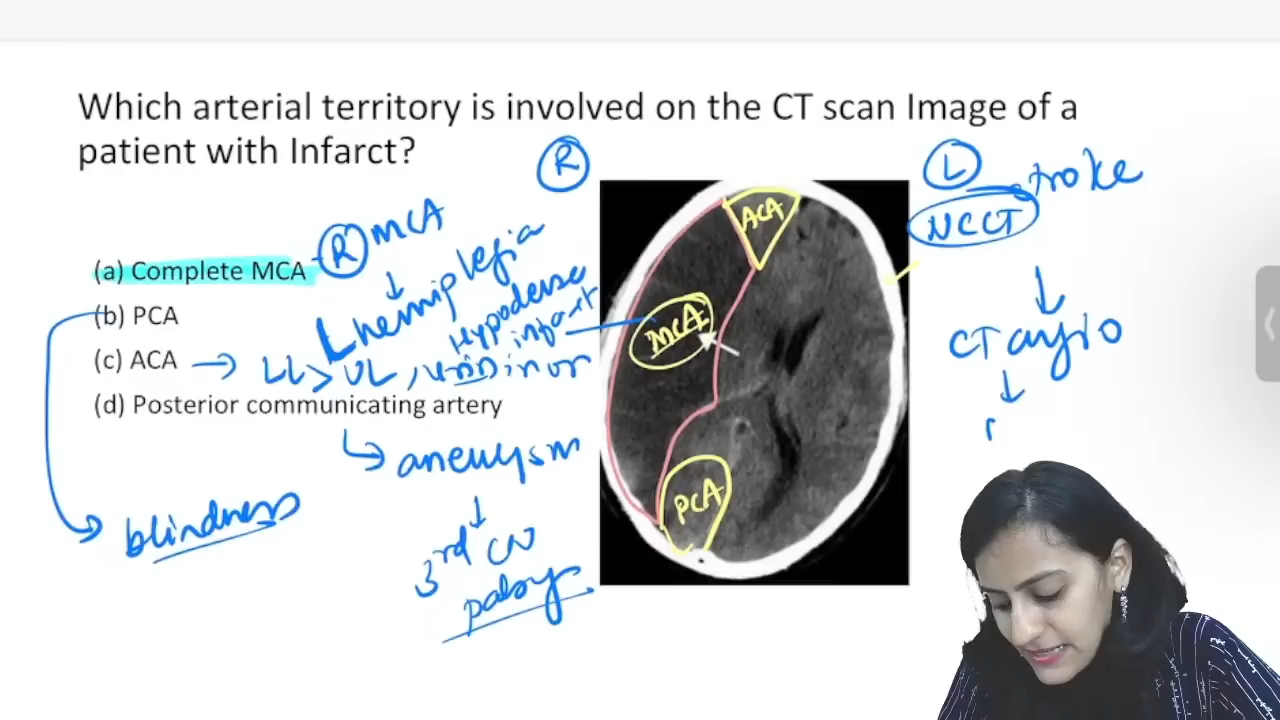 Which arterial territory is involved on the CT scan Image of a
patient with Infarct?
(a) Complete MCA
(b) PCA
(c) ACA
(d) Posterior communicating artery
R MCA
L hemiplegia
Hypodense
infarct
LL > UL,
aneurysm
3rd CN
palsy
blindness
R
ACA
MCA
PCA
L
stroke
NCCT
CT angio